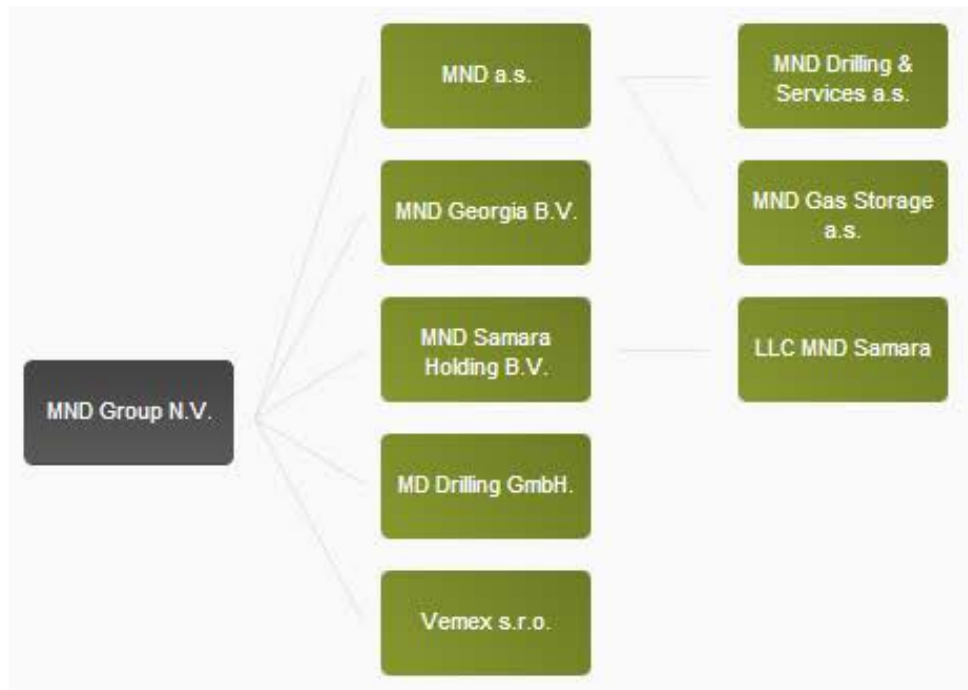 MND a.s.
MND Drilling &
Services a.s.
MND Georgia B.V.
MND Gas Storage
a.s.
MND Samara
Holding B.V.
LLC MND Samara
MND Group N.V.
MD Drilling GmbH.
Vemex s.r.o.